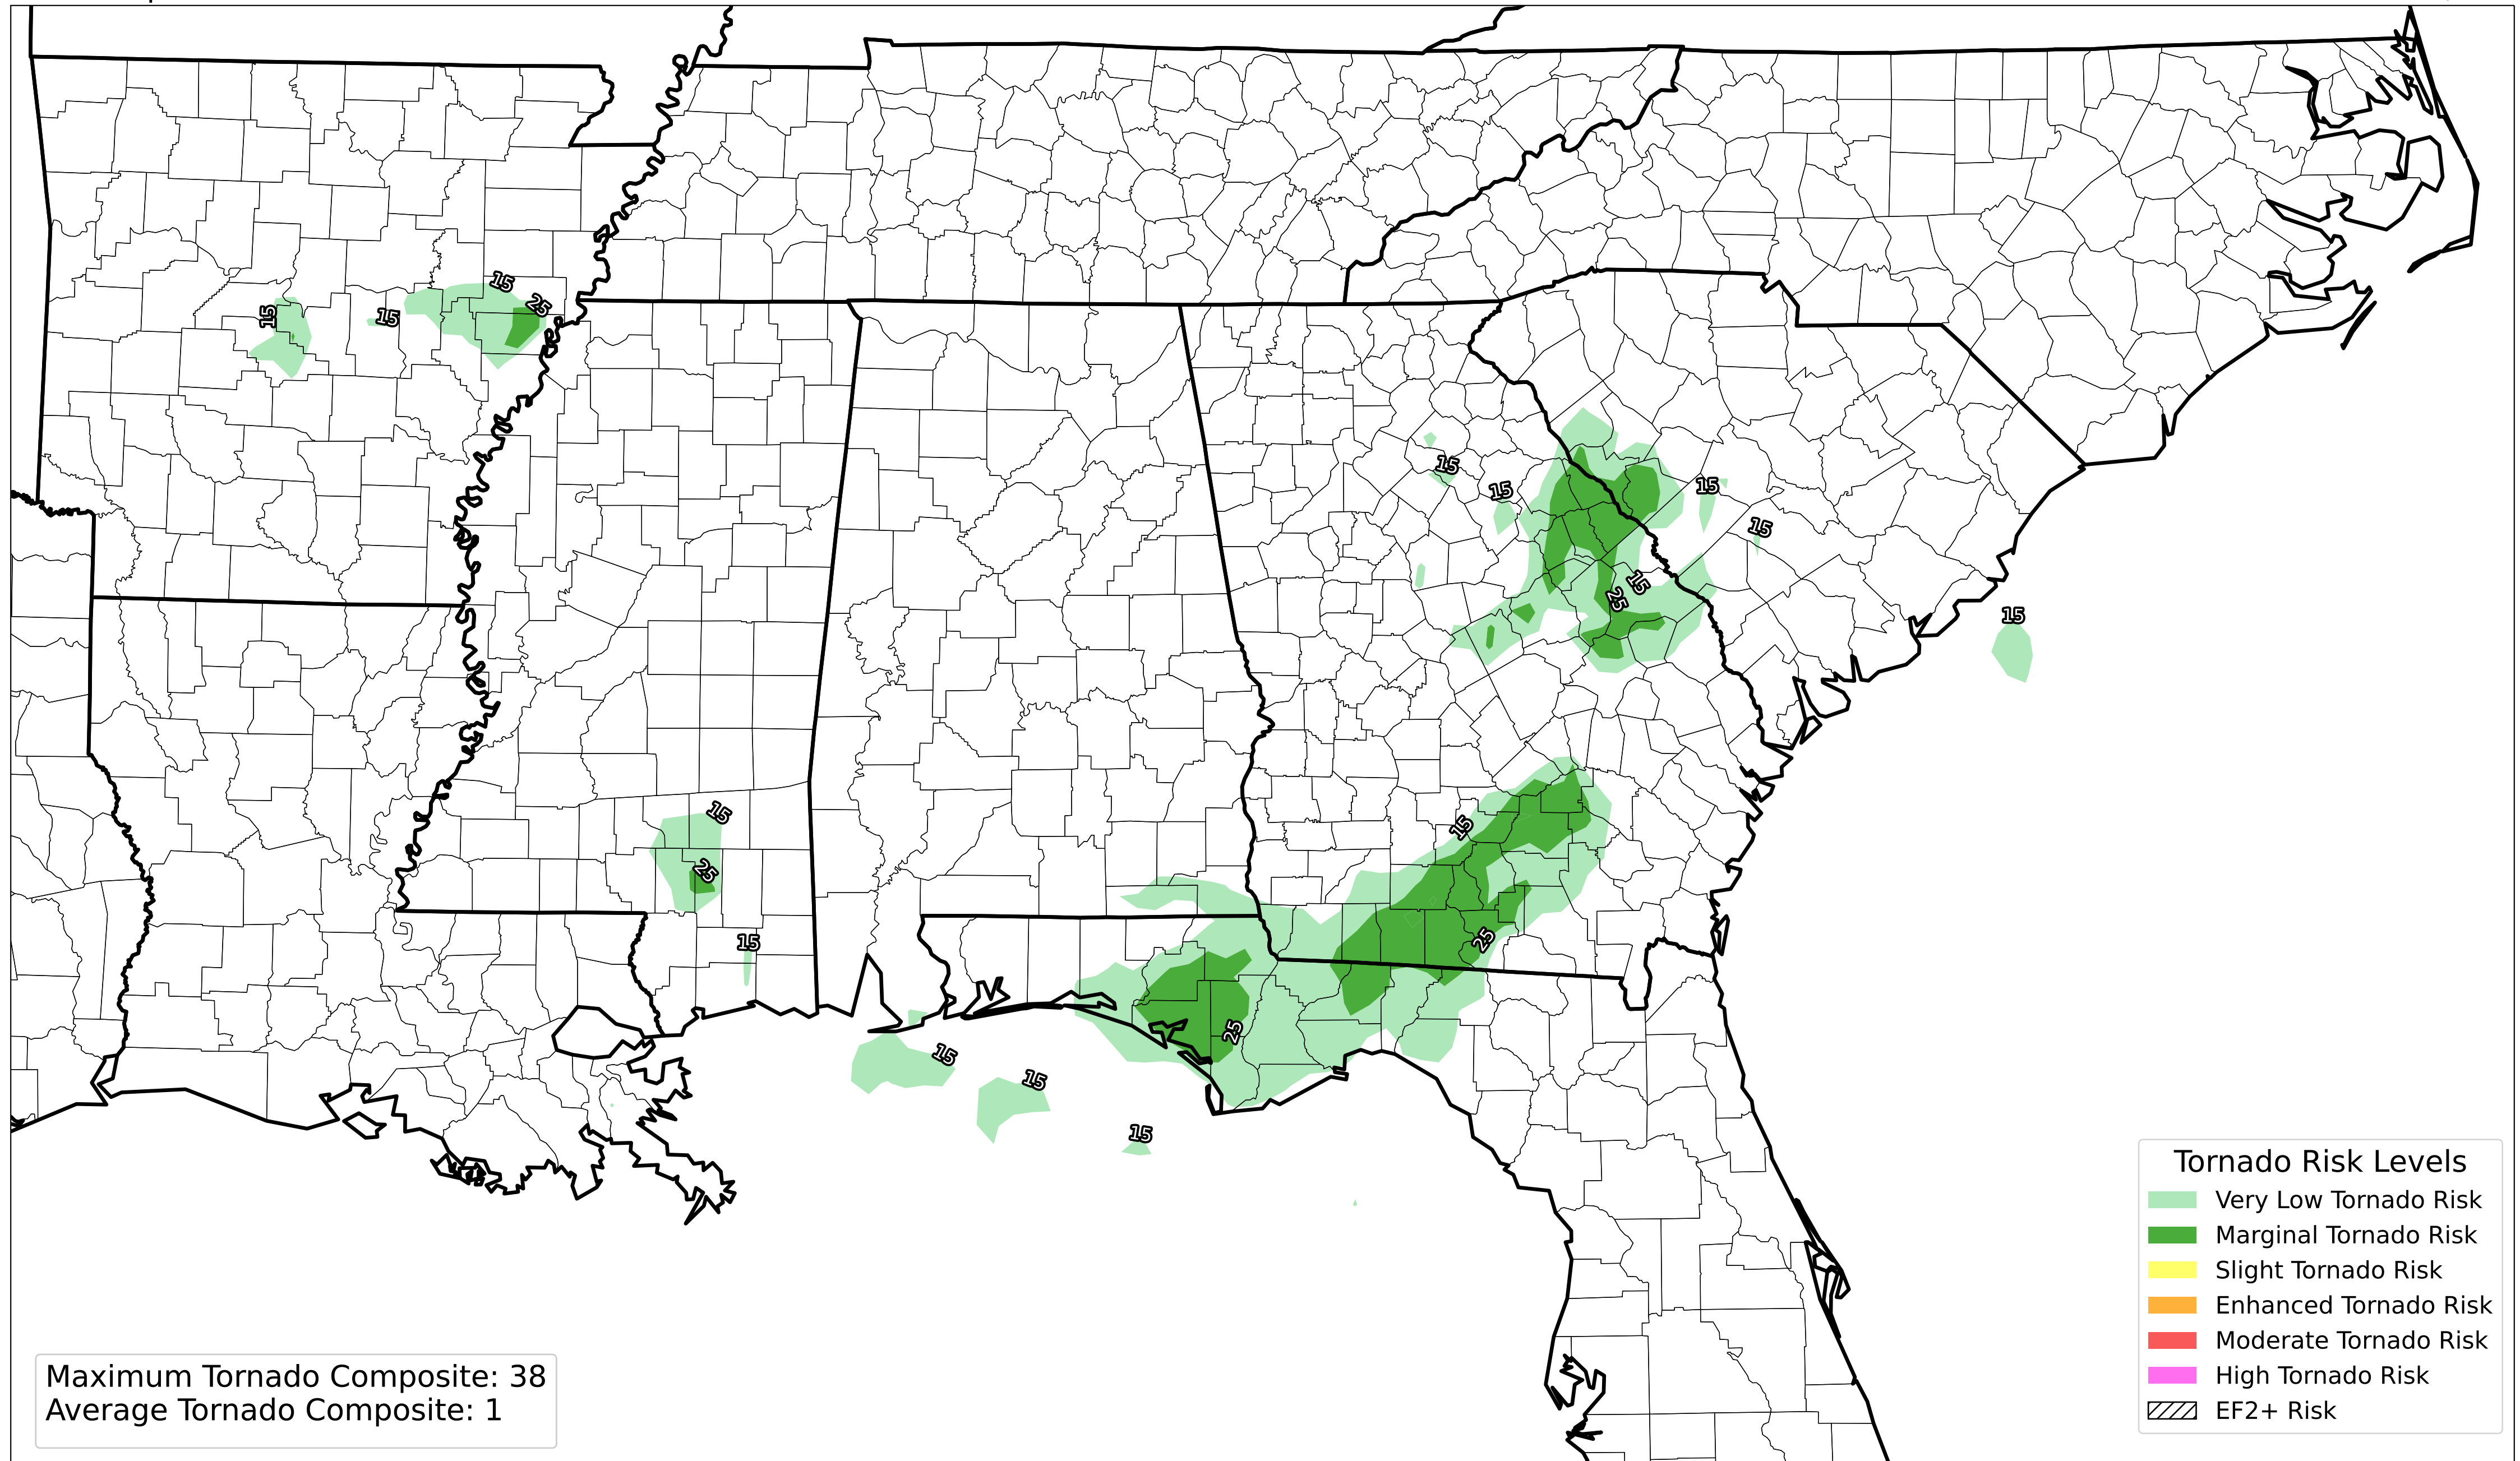 15
25
15
15
15
15
15
15
15
25
15
15
15
25
15
25
15
25
15
15
15
Tornado Risk Levels
Very Low Tornado Risk
Marginal Tornado Risk
Slight Tornado Risk
Enhanced Tornado Risk
Moderate Tornado Risk
High Tornado Risk
EF2+ Risk
Maximum Tornado Composite: 38
Average Tornado Composite: 1